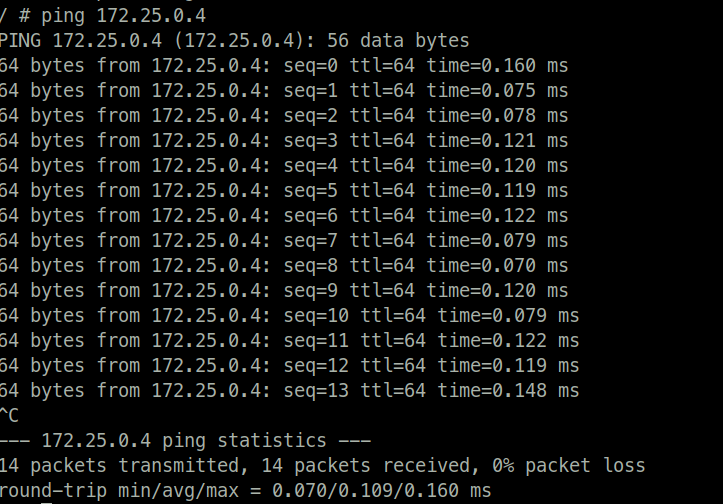 / # ping 172.25.0.4
PING 172.25.0.4 (172.25.0.4): 56 data bytes
64 bytes from 172.25.0.4: seq=0 ttl=64 time=0.160 ms
64 bytes from 172.25.0.4: seq=1 ttl=64 time=0.075 ms
64 bytes from 172.25.0.4: seq=2 ttl=64 time=0.078 ms
64 bytes from 172.25.0.4: seq=3 ttl=64 time=0.121 ms
64 bytes from 172.25.0.4: seq=4 ttl=64 time=0.120 ms
64 bytes from 172.25.0.4: seq=5 ttl=64 time=0.119 ms
64 bytes from 172.25.0.4: seq=6 ttl=64 time=0.122 ms
64 bytes from 172.25.0.4: seq=7 ttl=64 time=0.079 ms
64 bytes from 172.25.0.4: seq=8 ttl=64 time=0.070 ms
64 bytes from 172.25.0.4: seq=9 ttl=64 time=0.120 ms
64 bytes from 172.25.0.4: seq=10 ttl=64 time=0.079 ms
64 bytes from 172.25.0.4: seq=11 ttl=64 time=0.122 ms
64 bytes from 172.25.0.4: seq=12 ttl=64 time=0.119 ms
64 bytes from 172.25.0.4: seq=13 ttl=64 time=0.148 ms
^C
--- 172.25.0.4 ping statistics ---
14 packets transmitted, 14 packets received, 0% packet loss
round-trip min/avg/max = 0.070/0.109/0.160 ms